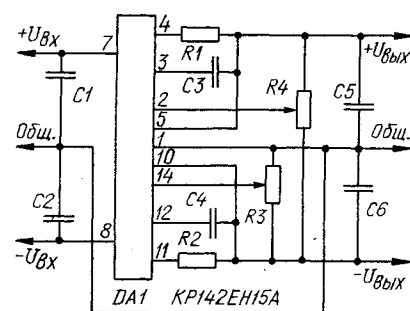 +Uвх
7
4
R1
+Uвых
C1
3
C3
2
R4
C5
5
Общ.
1
Общ.
10
14
C2
C4
R3
C6
12
8
R2
-Uвх
11
-Uвых
DA1 КР142ЕН15А